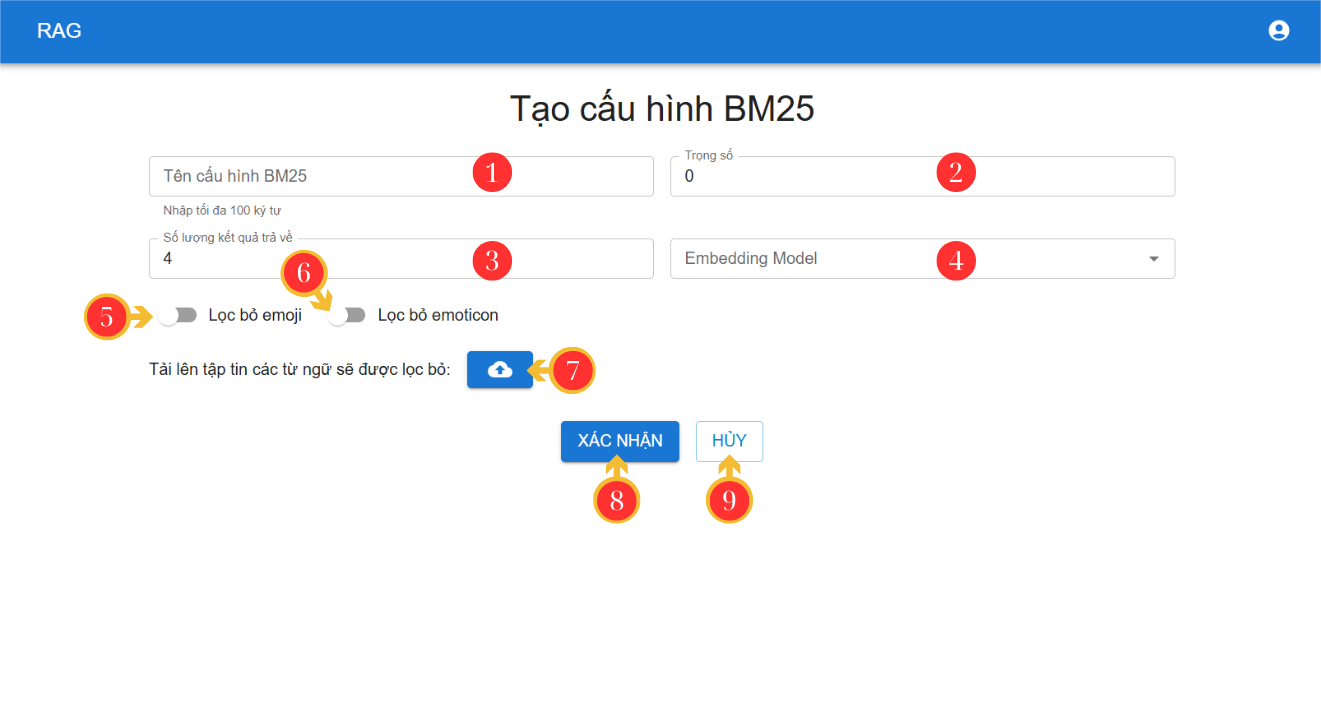 RAG
Tạo cấu hình BM25
Tên cấu hình BM25 1
Trọng số
0 2
Nhập tối đa 100 ký tự
Số lượng kết quả trả về
4 3
Embedding Model 4
6
5 Lọc bỏ emoji Lọc bỏ emoticon
Tải lên tập tin các từ ngữ sẽ được lọc bỏ: 7
XÁC NHẬN HỦY
8 9